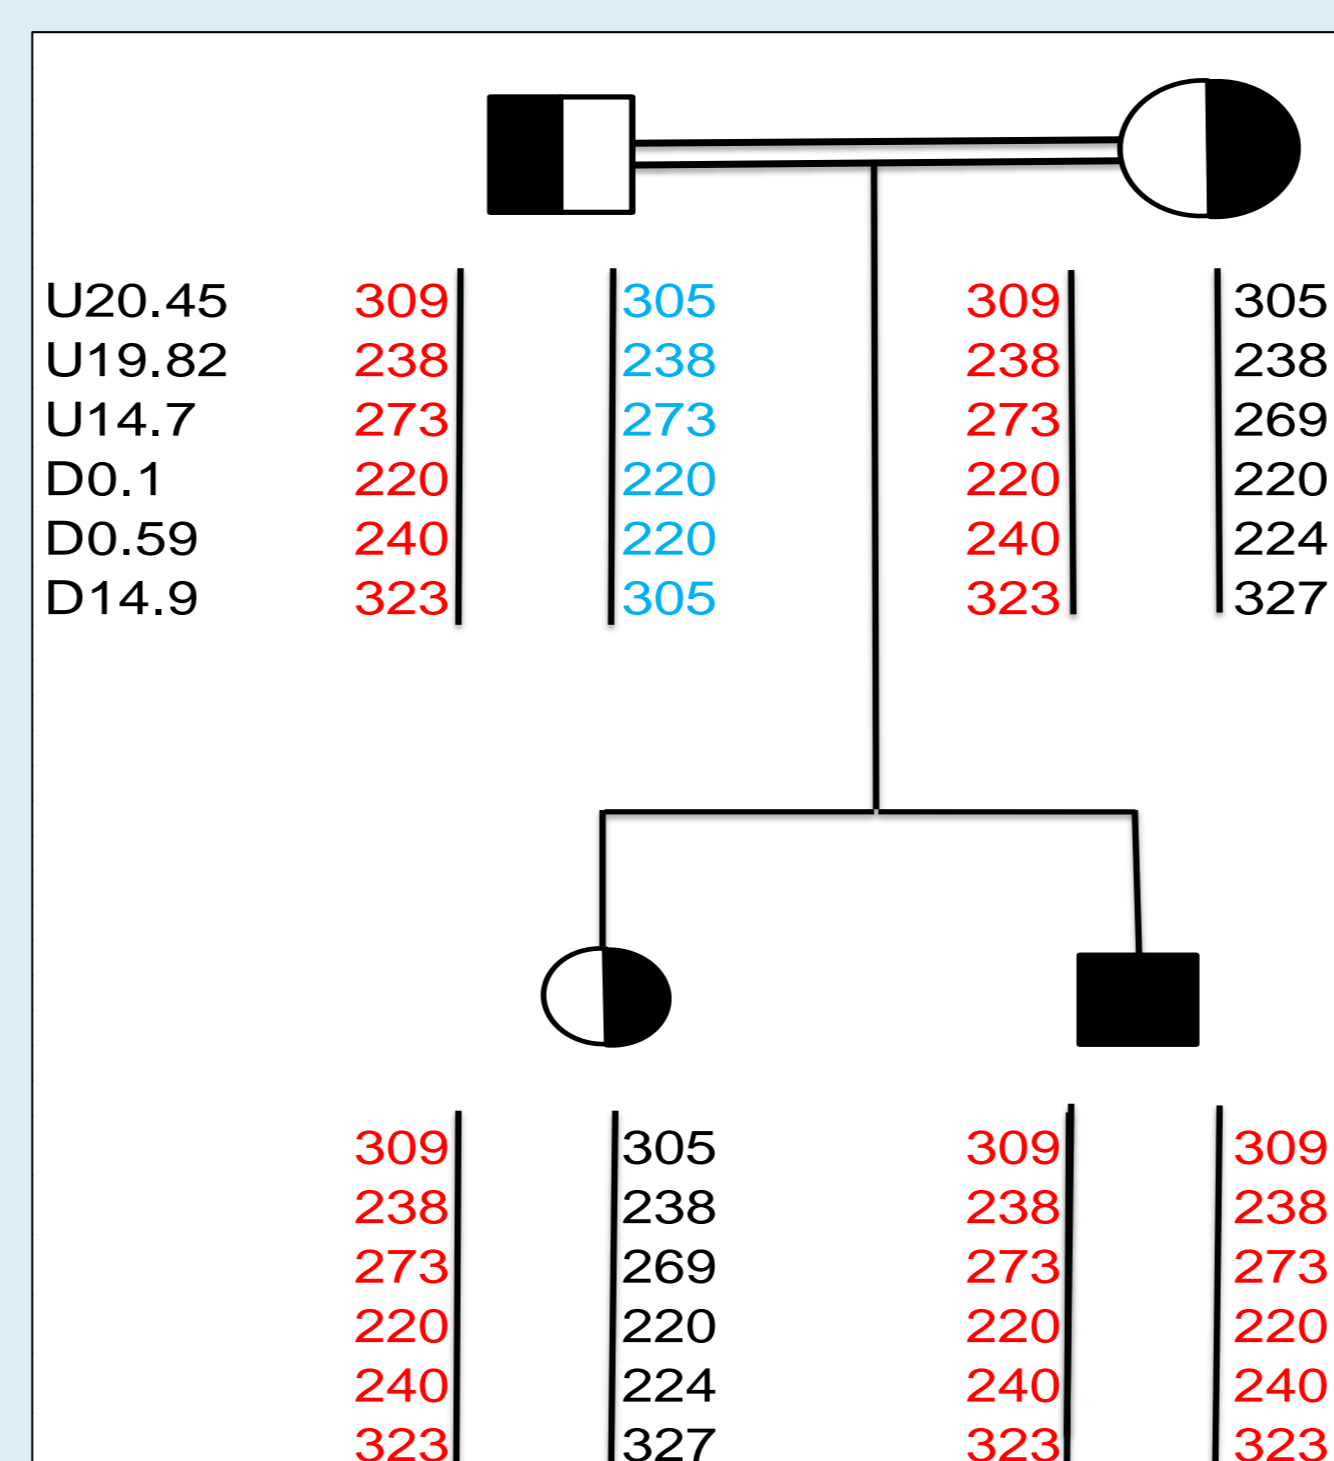 U20.45 309 305 309 305
U19.82 238 238 238 238
U14.7 273 273 273 269
D0.1 220 220 220 220
D0.59 240 220 240 224
D14.9 323 305 323 327
309 305 309 309
238 238 238 238
273 269 273 273
220 220 220 220
240 224 240 240
323 327 323 323